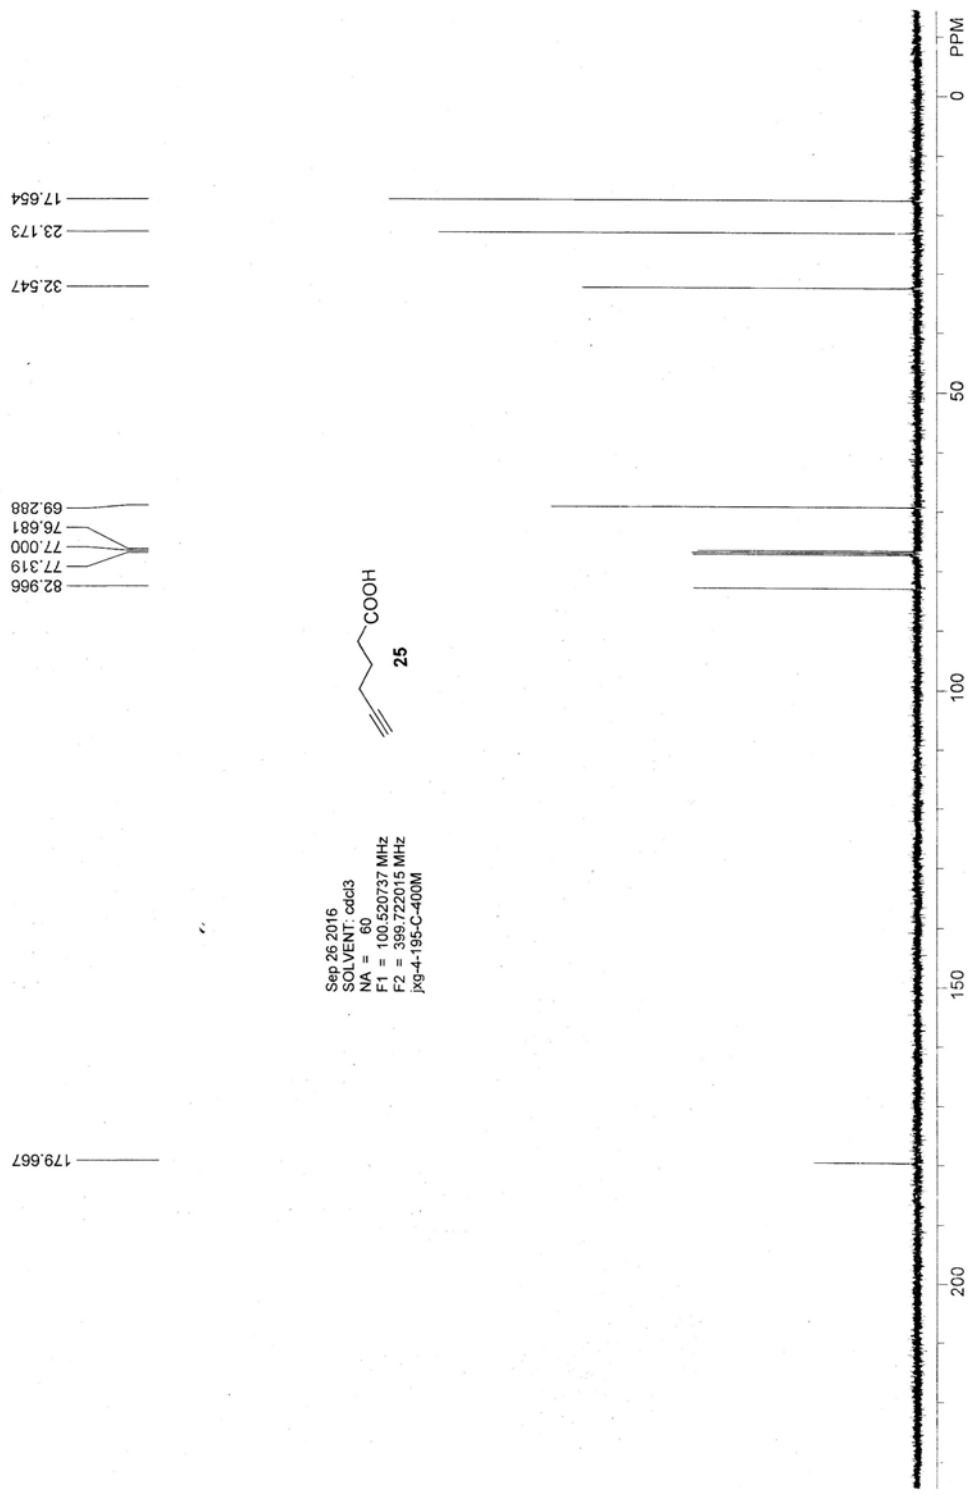 17.654
23.173
32.547
69.288
76.681
77.000
77.319
82.966
179.667
COOH
25
Sep 26 2016
SOLVENT: cdcl3
NA = 60
F1 = 100.520737 MHz
F2 = 399.722015 MHz
jxg-4-195-C-400M
200
150
100
50
0
PPM